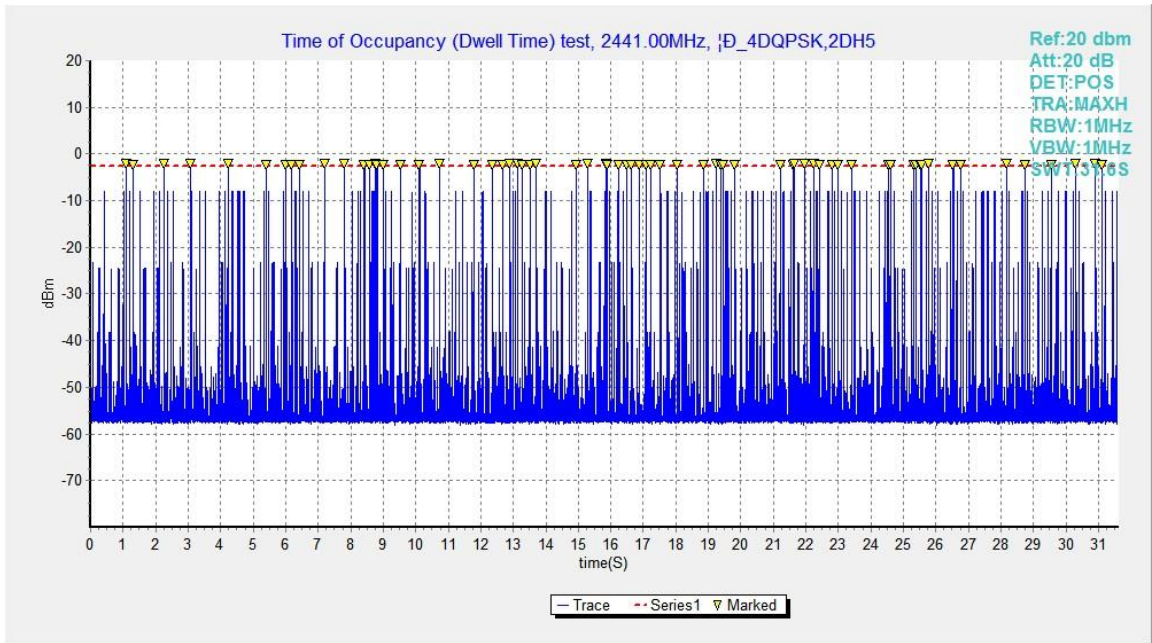 Time of Occupancy (Dwell Time) test, 2441.00MHz, ¦Ð_4DQPSK,2DH5
Ref:20 dbm
Att:20 dB
DET:POS
TRA:MAXH
RBW:1MHz
VBW:1MHz
SWT:31.6S
20
10
0
-10
-20
-30
-40
-50
-60
-70
dBm
0 1 2 3 4 5 6 7 8 9 10 11 12 13 14 15 16 17 18 19 20 21 22 23 24 25 26 27 28 29 30 31
time(S)
Trace Series1 Marked